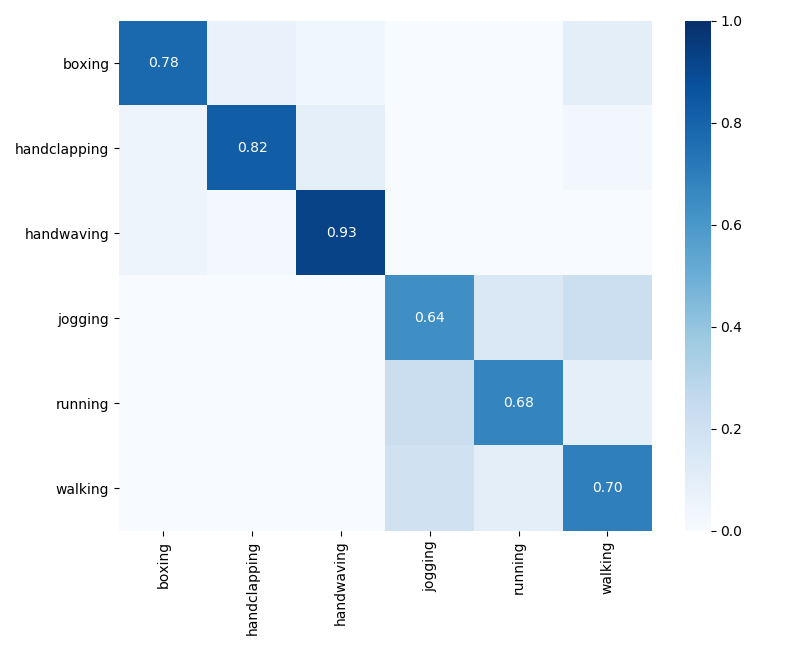 boxing
handclapping
handwaving
jogging
running
walking
0.78
0.82
0.93
0.64
0.68
0.70
boxing
handclapping
handwaving
jogging
running
walking
1.0
0.8
0.6
0.4
0.2
0.0